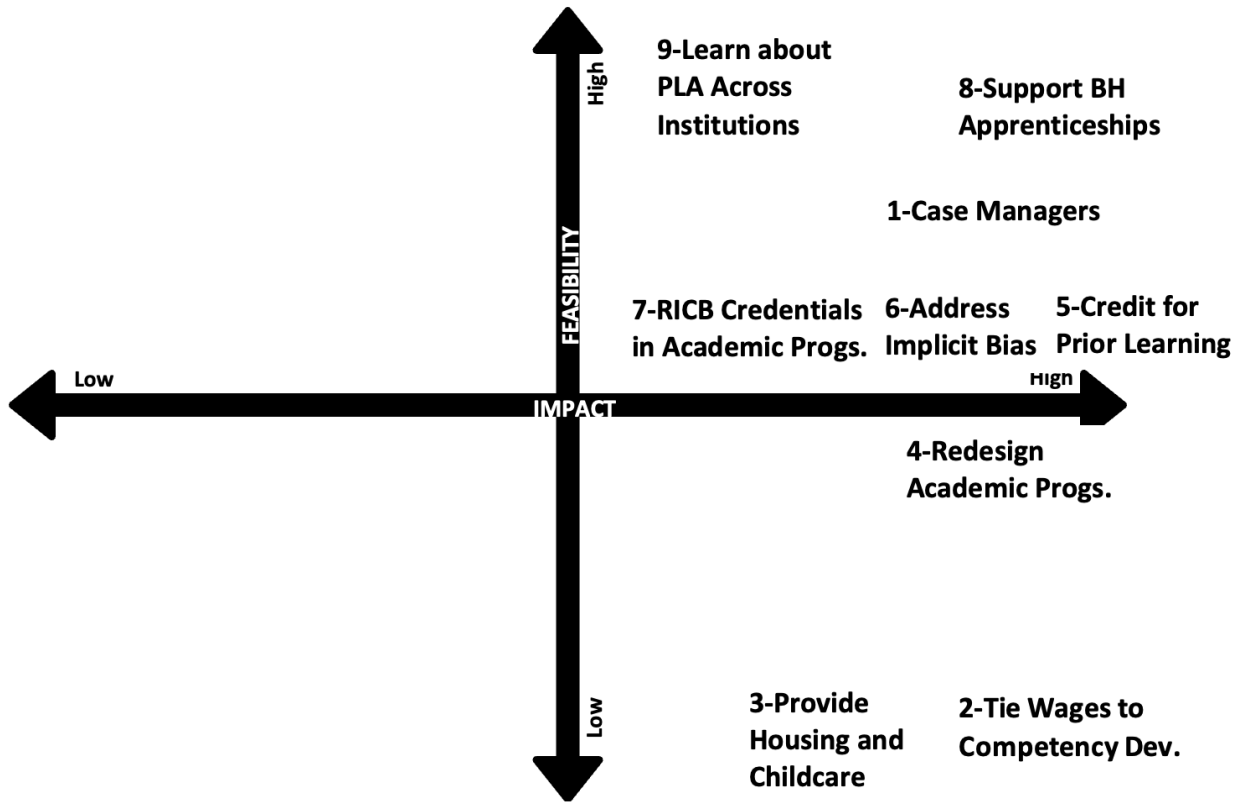 9-Learn about
PLA Across
Institutions
High
8-Support BH
Apprenticeships
1-Case Managers
FEASIBILITY
7-RICB Credentials
in Academic Progs.
6-Address
Implicit Bias
5-Credit for
Prior Learning
Low
High
IMPACT
4-Redesign
Academic Progs.
Low
3-Provide
Housing and
Childcare
2-Tie Wages to
Competency Dev.